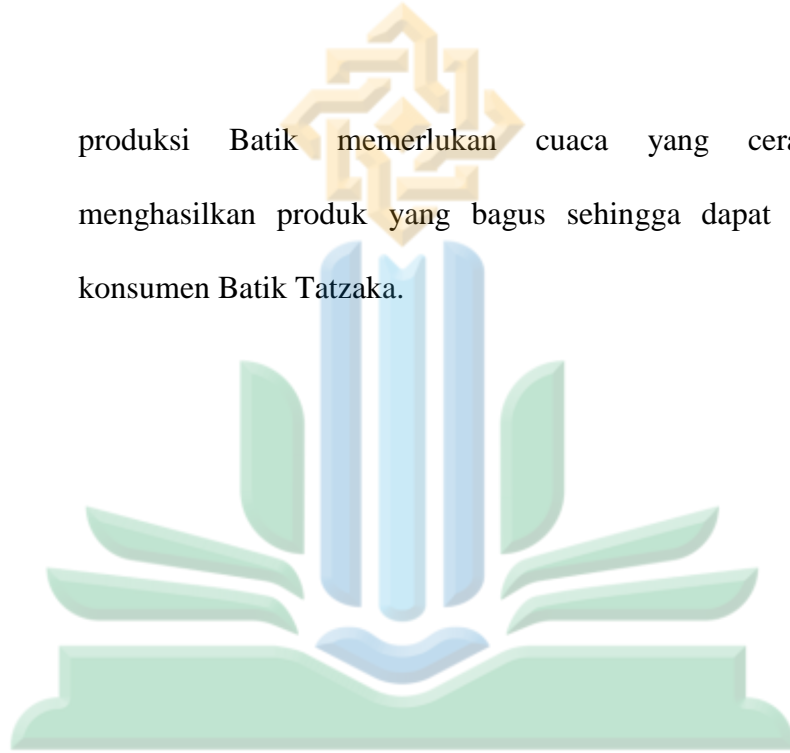 produksi Batik memerlukan cuaca yang
menghasilkan produk yang bagus sehingga dapat
konsumen Batik Tatzaka.